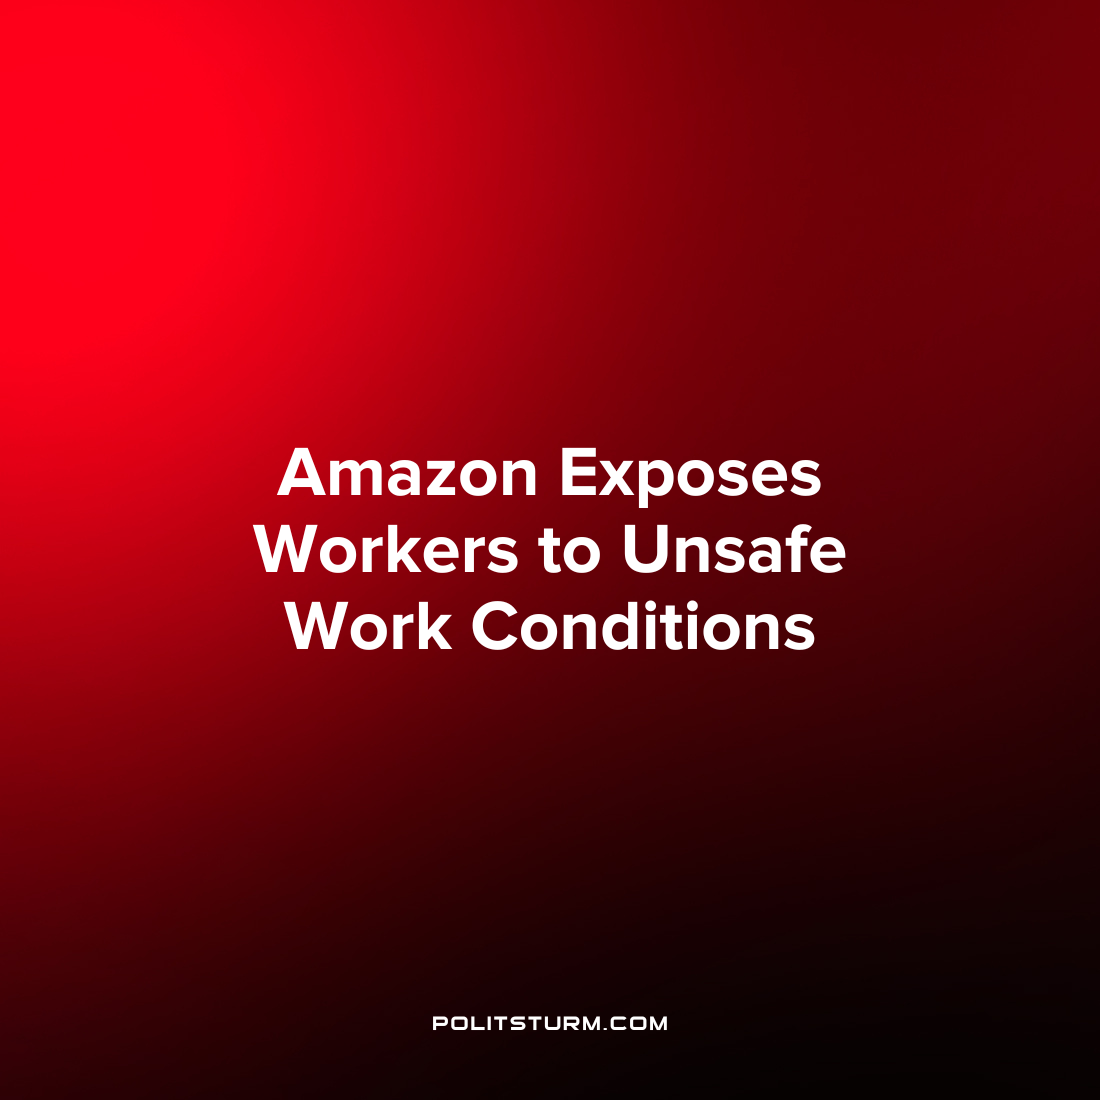 Amazon Exposes
Workers to Unsafe
Work Conditions
POLITSTURM.COM